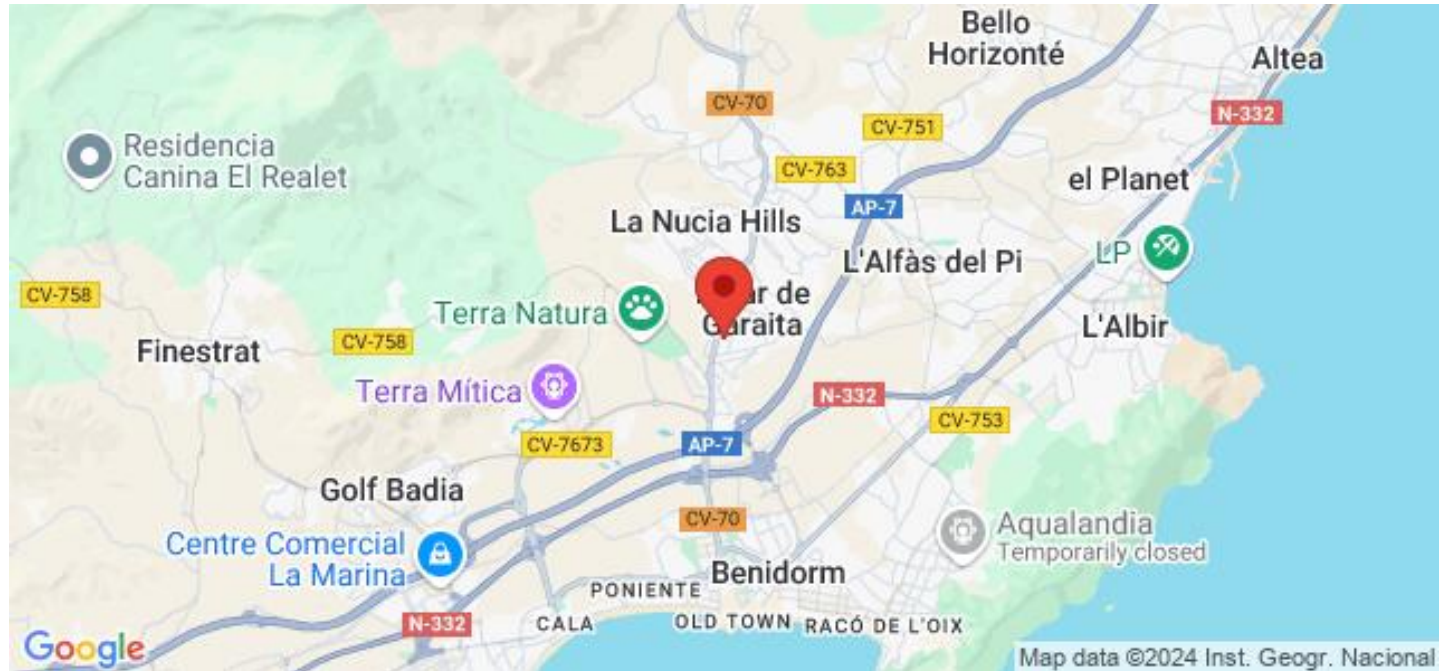 Bello
Horizonté
Altea
CV-70
N-332
CV-751
Residencia
Canina El Realet
CV-763
el Planet
AP-7
La Nucia Hills
LP
L'Alfàs del Pi
CV-758
Terra Natura
ar de
Garaita
L'Albir
Finestrat
CV-758
Terra Mítica
N-332
CV-753
CV-7673
AP-7
Golf Badia
CV-70
Aqualandia
Temporarily closed
Centre Comercial
La Marina
Benidorm
PONIENTE
N-332
CALA
OLD TOWN
RACÓ DE L'OIX
Google
Map data ©2024 Inst. Geogr. Nacional